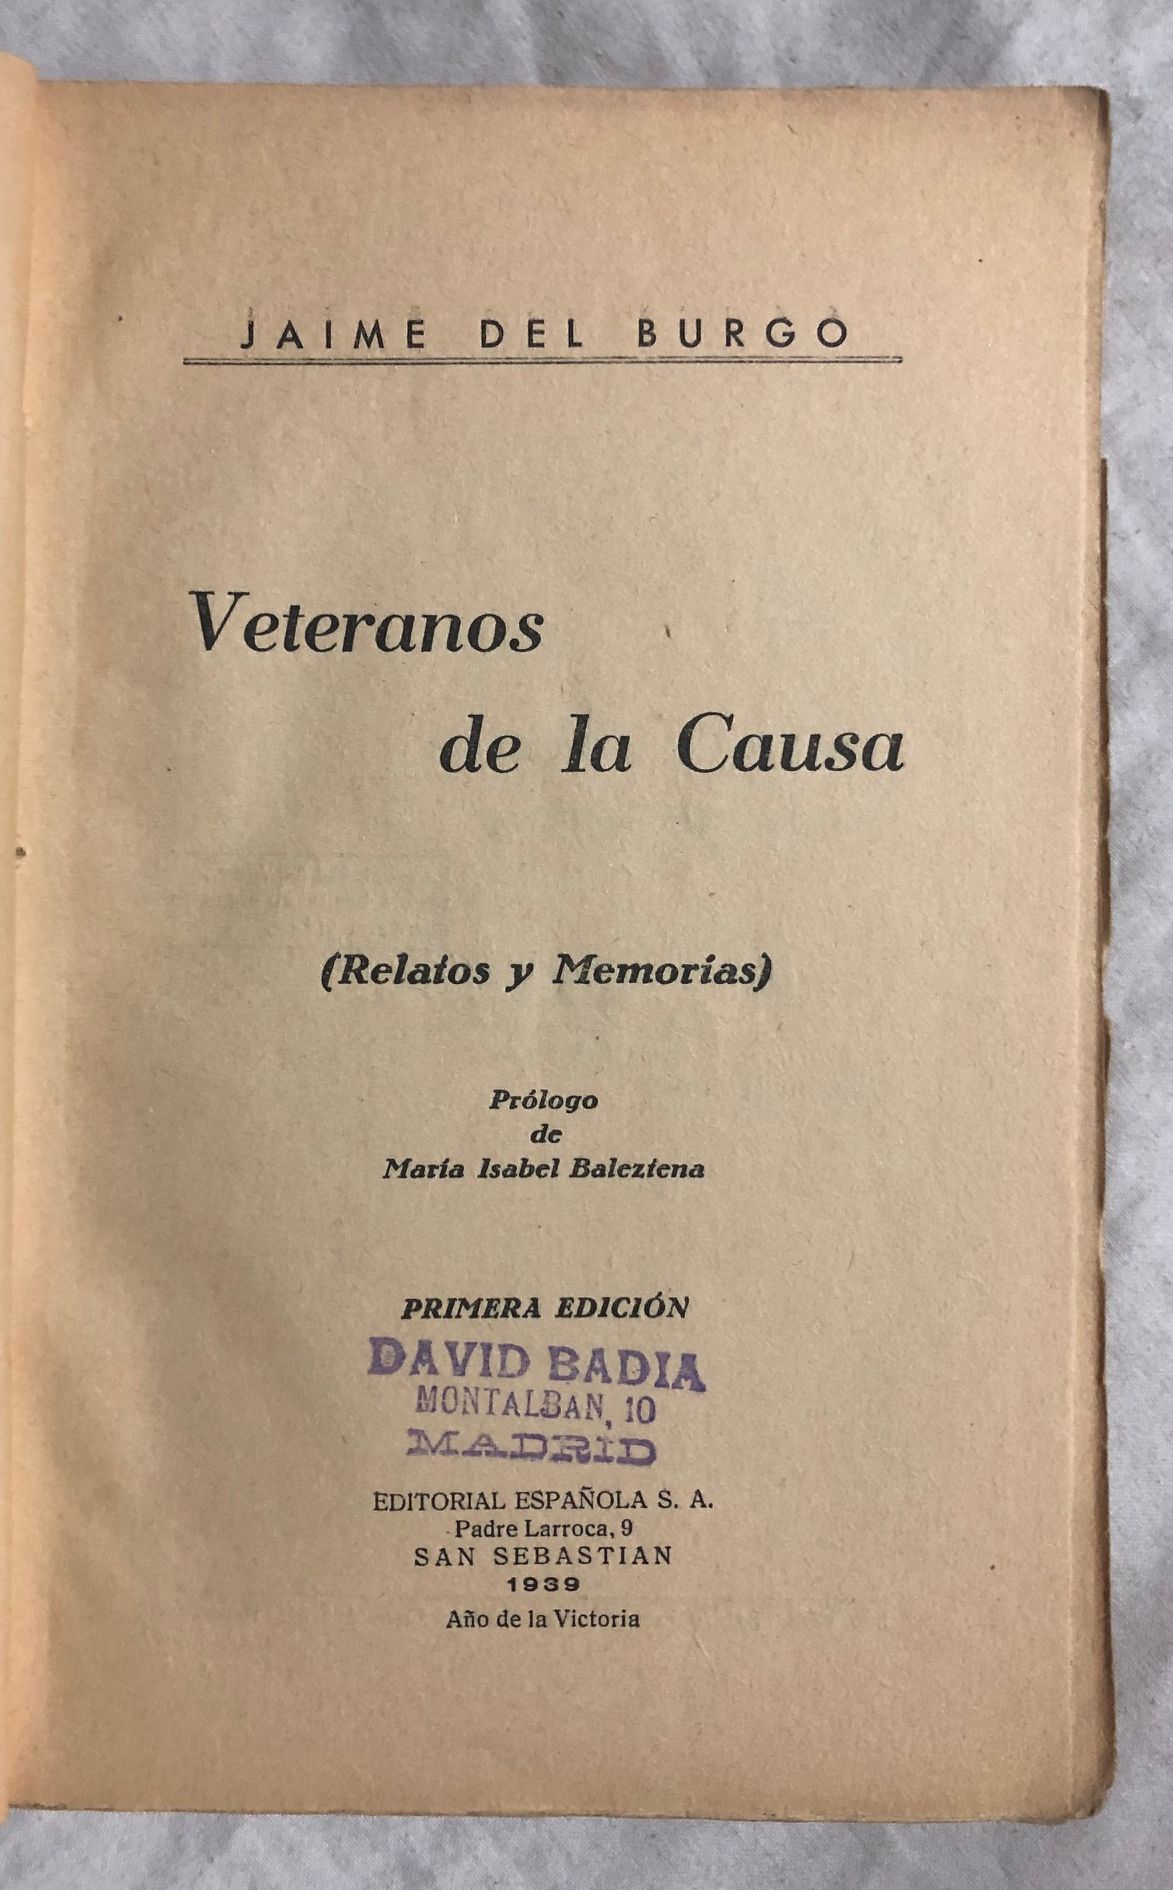 JAIME DEL BURGO
Veteranos
de la Causa
(Relatos y Memorias)
Prólogo
de
María Isabel Baleztena
PRIMERA EDICIÓN
DAVID BADIA
MONTALBAN, 10
MADRID
EDITORIAL ESPAÑOLA S. A.
Padre Larroca, 9
SAN SEBASTIAN
1939
Año de la Victoria